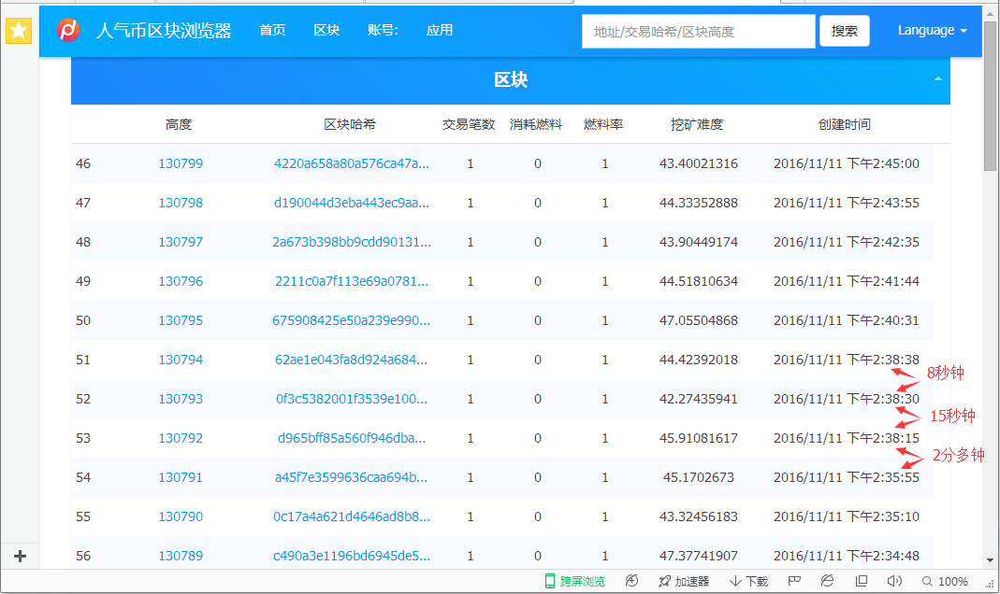 人气币区块浏览器 首页 区块 账号: 应用 地址/交易哈希/区块高度 搜索 Language
区块
高度 区块哈希 交易笔数 消耗燃料 燃料率 挖矿难度 创建时间
46 130799 4220a658a80a576ca47a... 1 0 1 43.40021316 2016/11/11 下午2:45:00
47 130798 d190044d3eba443ec9aa... 1 0 1 44.33352888 2016/11/11 下午2:43:55
48 130797 2a673b398bb9cdd90131... 1 0 1 43.90449174 2016/11/11 下午2:42:35
49 130796 2211c0a7f113e69a0781... 1 0 1 44.51810634 2016/11/11 下午2:41:44
50 130795 675908425e50a239e990... 1 0 1 47.05504868 2016/11/11 下午2:40:31
51 130794 62ae1e043fa8d924a684... 1 0 1 44.42392018 2016/11/11 下午2:38:38
8秒钟
52 130793 0f3c5382001f3539e100... 1 0 1 42.27435941 2016/11/11 下午2:38:30
15秒钟
53 130792 d965bff85a560f946dba... 1 0 1 45.91081617 2016/11/11 下午2:38:15
2分多钟
54 130791 a45f7e3599636caa694b... 1 0 1 45.1702673 2016/11/11 下午2:35:55
55 130790 0c17a4a621d4646ad8b8... 1 0 1 43.32456183 2016/11/11 下午2:35:10
56 130789 c490a3e1196bd6945de5... 1 0 1 47.37741907 2016/11/11 下午2:34:48
跨屏浏览 加速器 下载 100%